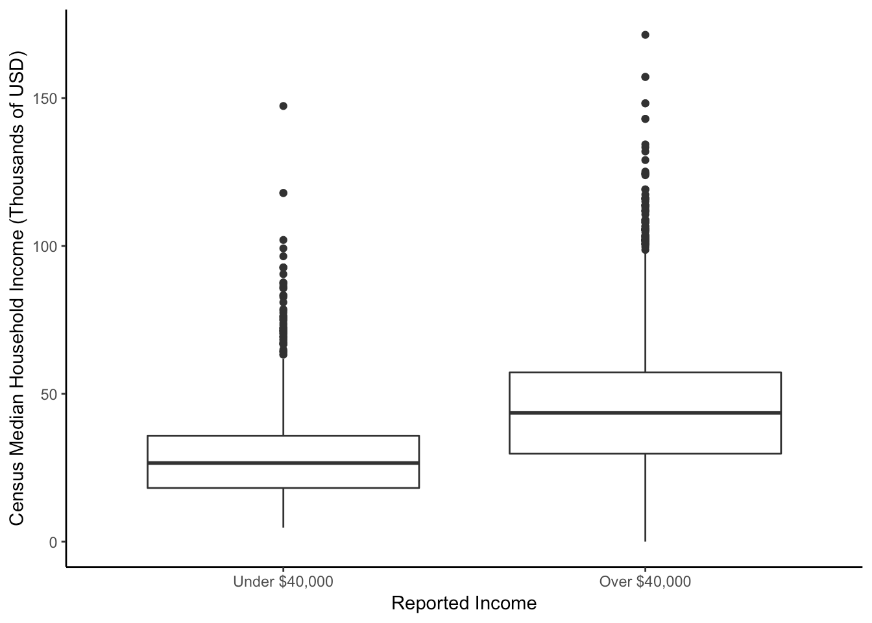 Census Median Household Income (Thousands of USD)
150
100
50
0
Under $40,000
Over $40,000
Reported Income